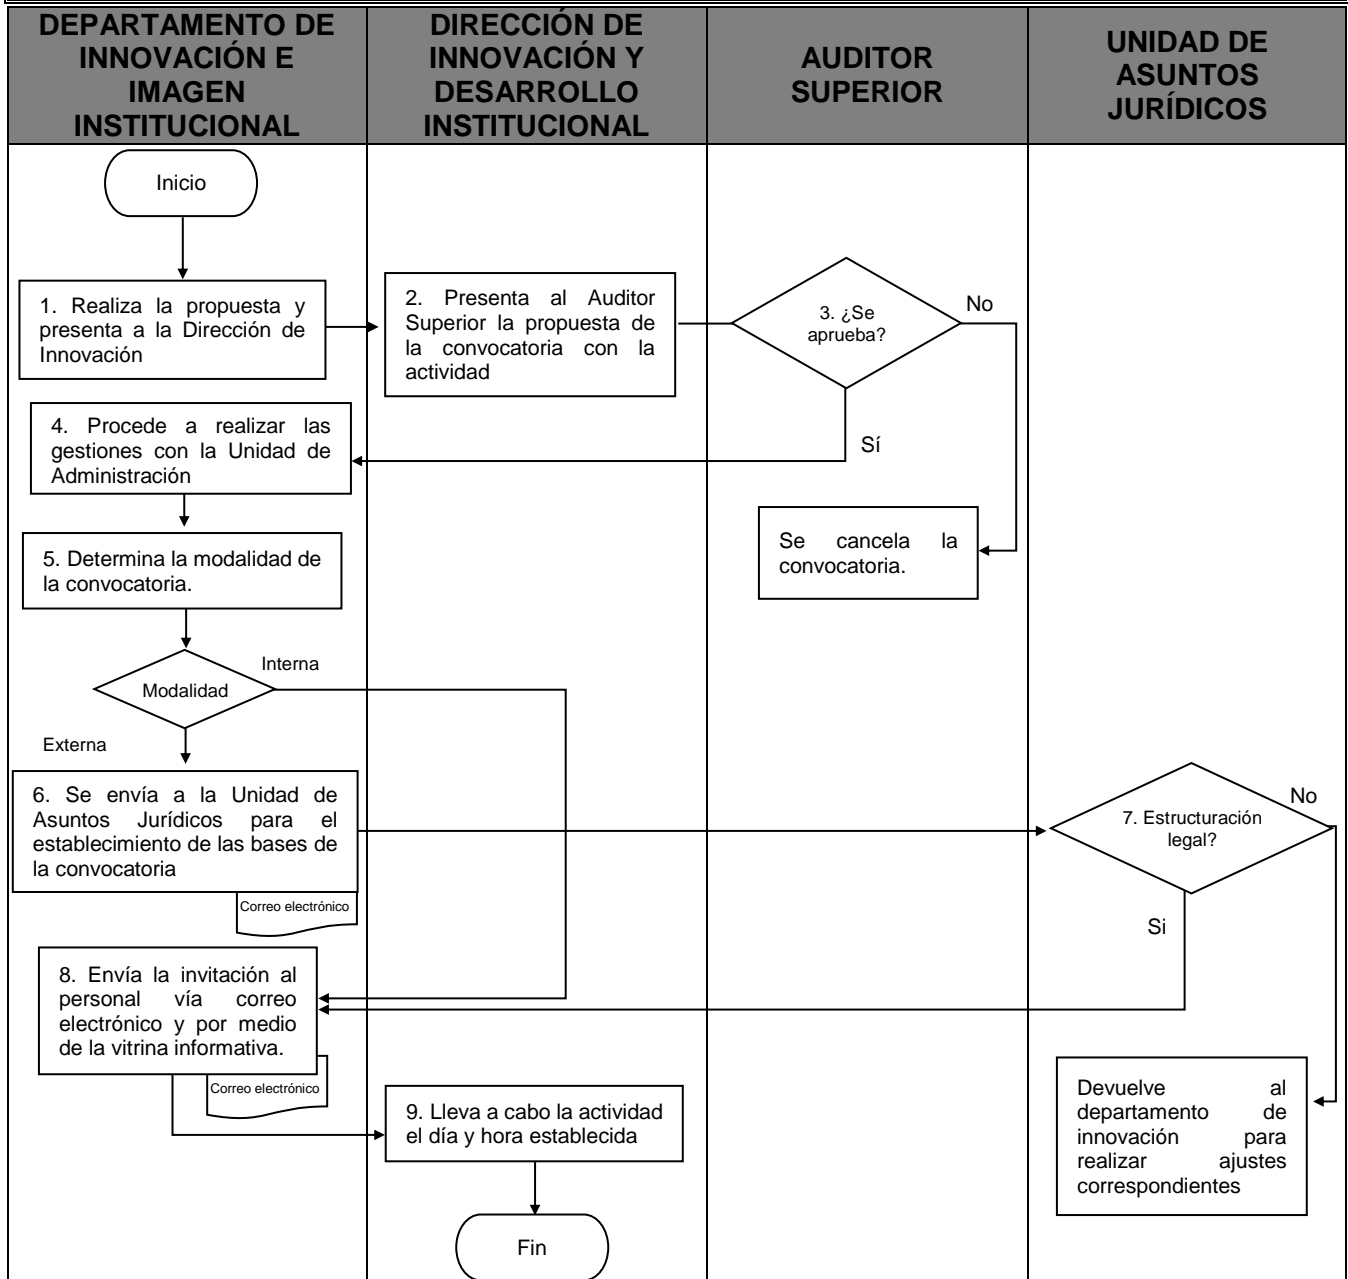 DEPARTAMENTO DE
INNOVACIÓN E
IMAGEN
INSTITUCIONAL
DIRECCIÓN DE
INNOVACIÓN Y
DESARROLLO
INSTITUCIONAL
AUDITOR
SUPERIOR
UNIDAD DE
ASUNTOS
JURÍDICOS
Inicio
1. Realiza la propuesta y
presenta a la Dirección de
Innovación
2. Presenta al Auditor
Superior la propuesta de
la convocatoria con la
actividad
3. ¿Se
aprueba?
No
Sí
4. Procede a realizar las
gestiones con la Unidad de
Administración
Se cancela la
convocatoria.
5. Determina la modalidad de
la convocatoria.
Modalidad
Interna
Externa
6. Se envía a la Unidad de
Asuntos Jurídicos para el
establecimiento de las bases de
la convocatoria
Correo electrónico
7. Estructuración
legal?
No
Si
8. Envía la invitación al
personal vía correo
electrónico y por medio
de la vitrina informativa.
Correo electrónico
9. Lleva a cabo la actividad
el día y hora establecida
Devuelve al
departamento de
innovación para
realizar ajustes
correspondientes
Fin